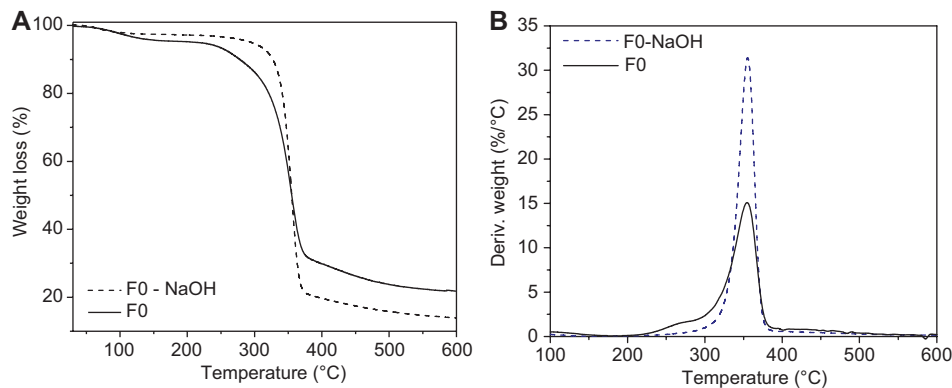 A
100
80
60
40
20
Weight loss (%)
F0 - NaOH
F0
100 200 300 400 500 600
Temperature (°C)
B
35
30
25
20
15
10
5
0
Deriv. weight (%/°C)
F0-NaOH
F0
100 200 300 400 500 600
Temperature (°C)